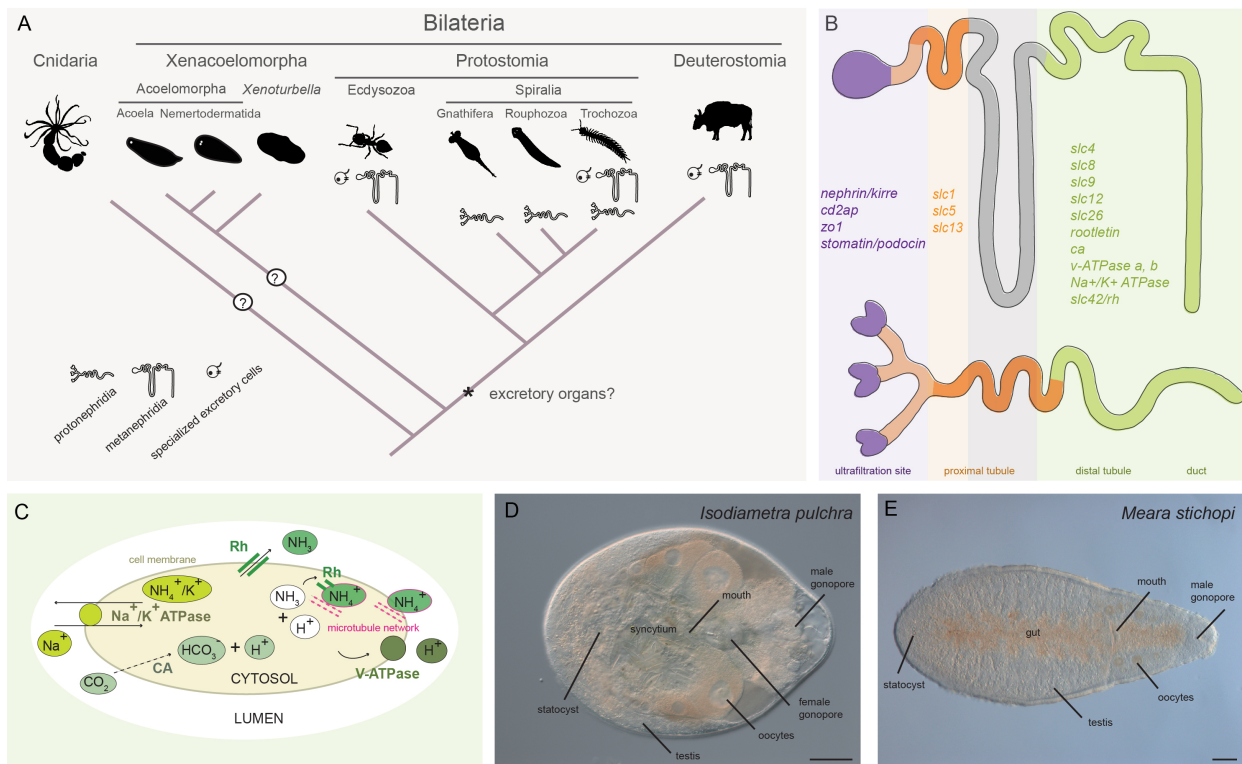 A
Bilateria
Cnidaria
Xenacoelomorpha
Protostomia
Deuterostomia
Acoelomorpha
Xenoturbella
Ecdysozoa
Spiralia
Acoela
Nemertodermatida
Gnathifera
Rouphozoa
Trochozoa
?
?
* excretory organs?
protonephridia
metanephridia
specialized excretory cells
B
nephrin/kirre
cd2ap
zo1
stomatin/podocin
slc1
slc5
slc13
slc4
slc8
slc9
slc12
slc26
rootletin
ca
v-ATPase a, b
Na+/K+ ATPase
slc42/rh
ultrafiltration site
proximal tubule
distal tubule
duct
C
cell membrane
Rh
NH3
NH4+/K+
Rh
NH3
NH4+
NH4+
Na+/K+ ATPase
+
H+
microtubule network
Na+
HCO3-
+
H+
V-ATPase
H+
CA
CO2
CYTOSOL
LUMEN
D
Isodiametra pulchra
male
gonopore
mouth
syncytium
statocyst
female
gonopore
oocytes
testis
E
Meara stichopi
mouth
male
gonopore
gut
statocyst
oocytes
testis